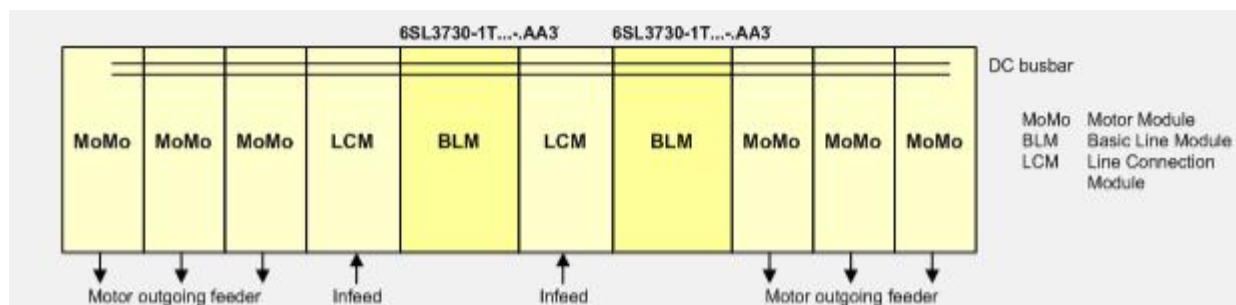 6SL3730-1T...-.AA3 6SL3730-1T...-.AA3
DC busbar
MoMo MoMo MoMo LCM BLM LCM BLM MoMo MoMo MoMo
MoMo Motor Module
BLM Basic Line Module
LCM Line Connection
Module
Motor outgoing feeder Infeed Infeed Motor outgoing feeder